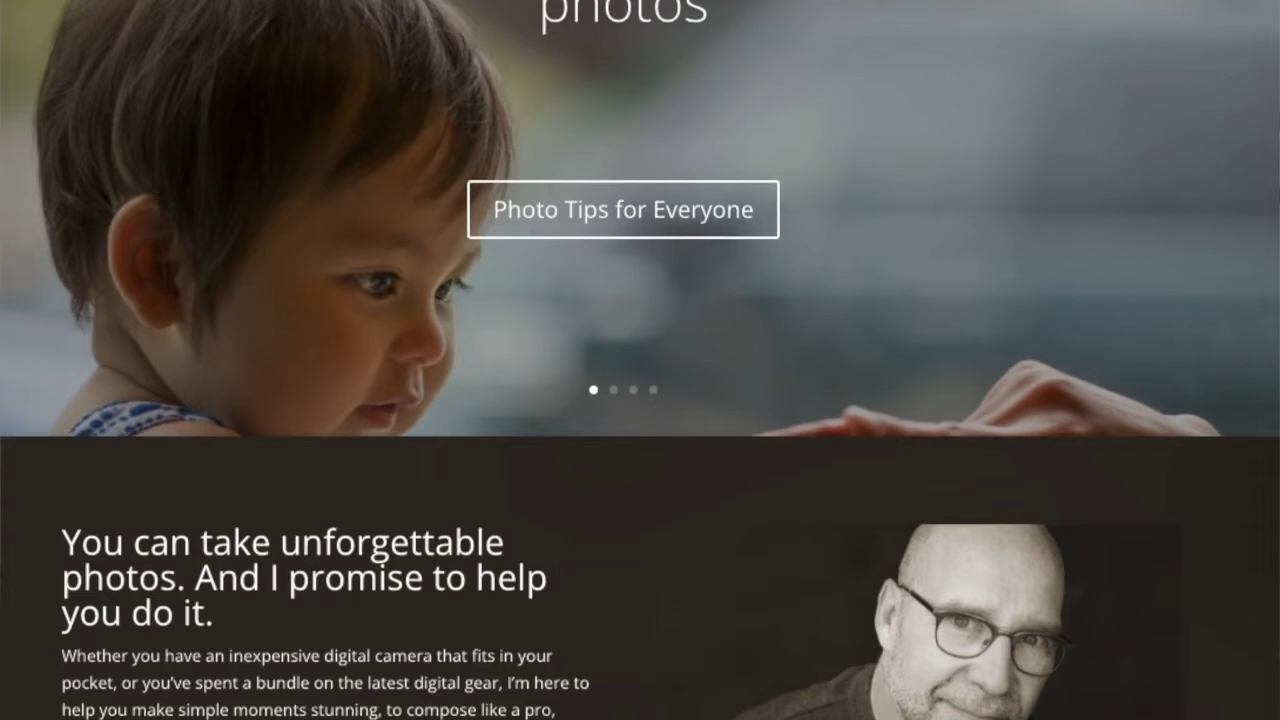 photos
Photo Tips for Everyone
You can take unforgettable
photos. And I promise to help
you do it.
Whether you have an inexpensive digital camera that fits in your
pocket, or you've spent a bundle on the latest digital gear, I'm here to
help you make simple moments stunning, to compose like a pro,